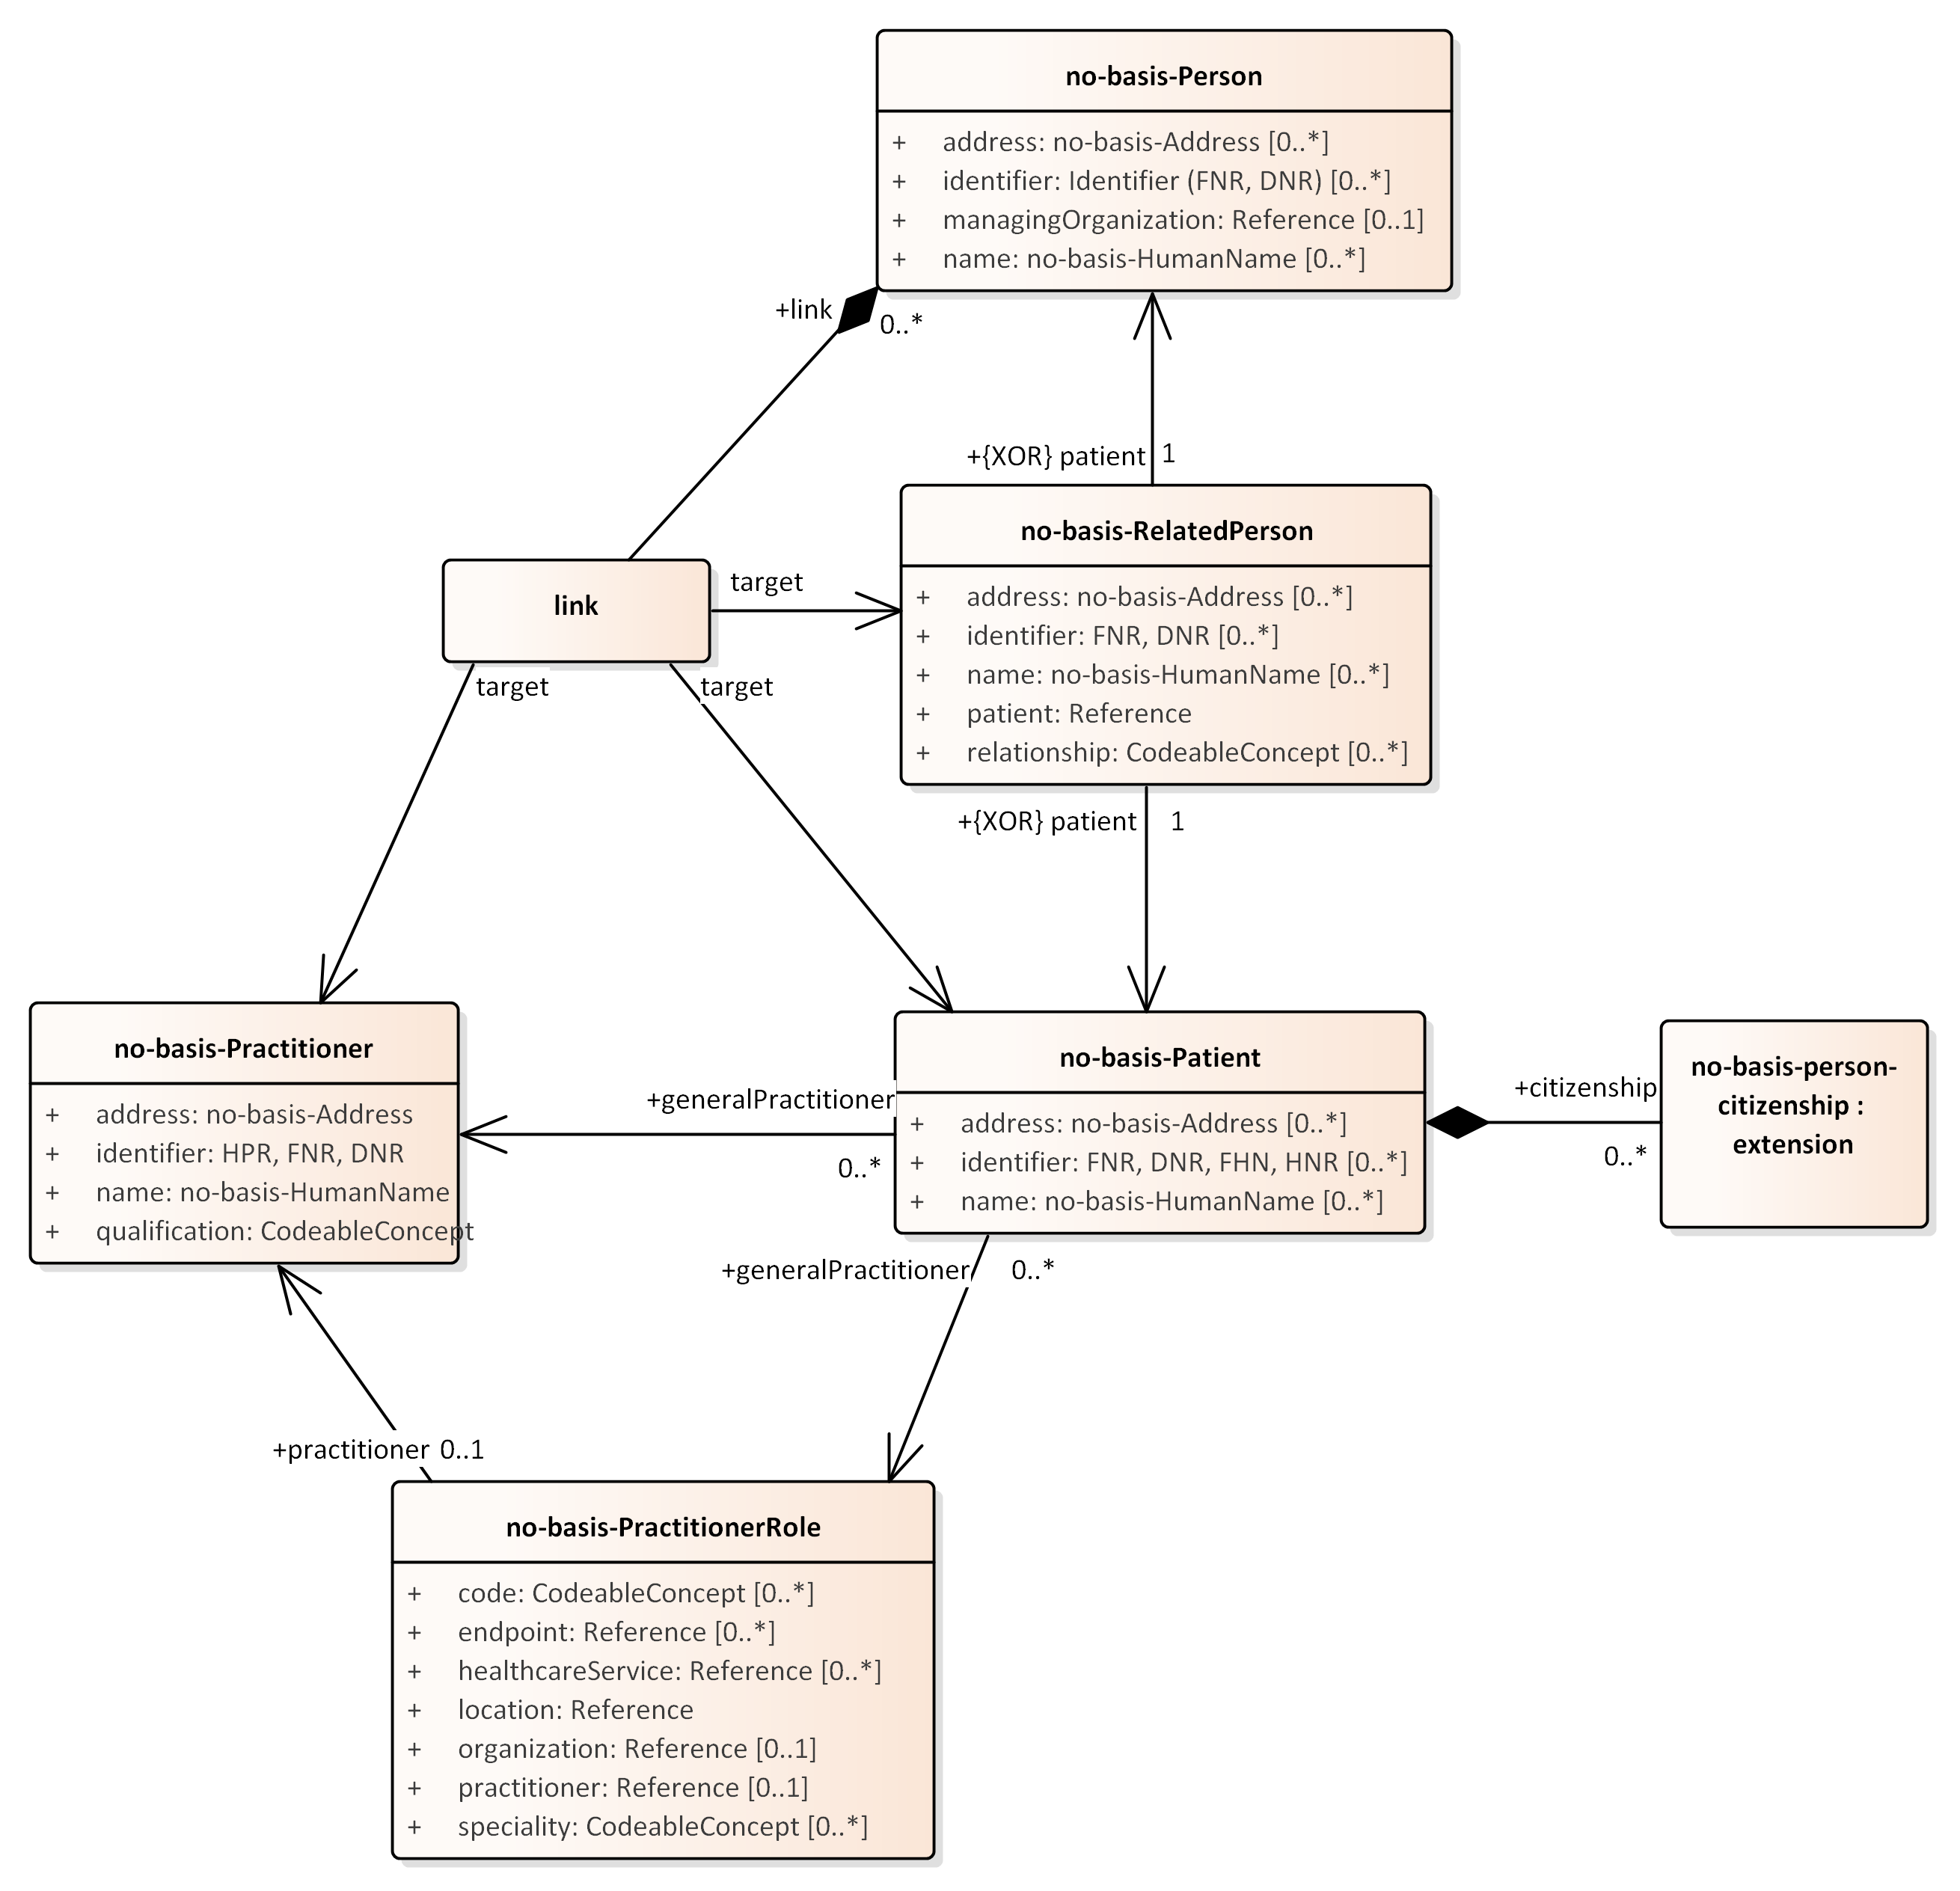 no-basis-Person
+ address: no-basis-Address [0..*]
+ identifier: Identifier (FNR, DNR) [0..*]
+ managingOrganization: Reference [0..1]
+ name: no-basis-HumanName [0..*]
+link
0..*
+{XOR} patient 1
no-basis-RelatedPerson
+ address: no-basis-Address [0..*]
+ identifier: FNR, DNR [0..*]
+ name: no-basis-HumanName [0..*]
+ patient: Reference
+ relationship: CodeableConcept [0..*]
link
target
target
target
+{XOR} patient 1
no-basis-Practitioner
+ address: no-basis-Address
+ identifier: HPR, FNR, DNR
+ name: no-basis-HumanName
+ qualification: CodeableConcept
+generalPractitioner
0..*
no-basis-Patient
+ address: no-basis-Address [0..*]
+ identifier: FNR, DNR, FHN, HNR [0..*]
+ name: no-basis-HumanName [0..*]
+citizenship
0..*
no-basis-person-
citizenship :
extension
+generalPractitioner 0..*
+practitioner 0..1
no-basis-PractitionerRole
+ code: CodeableConcept [0..*]
+ endpoint: Reference [0..*]
+ healthcareService: Reference [0..*]
+ location: Reference
+ organization: Reference [0..1]
+ practitioner: Reference [0..1]
+ speciality: CodeableConcept [0..*]